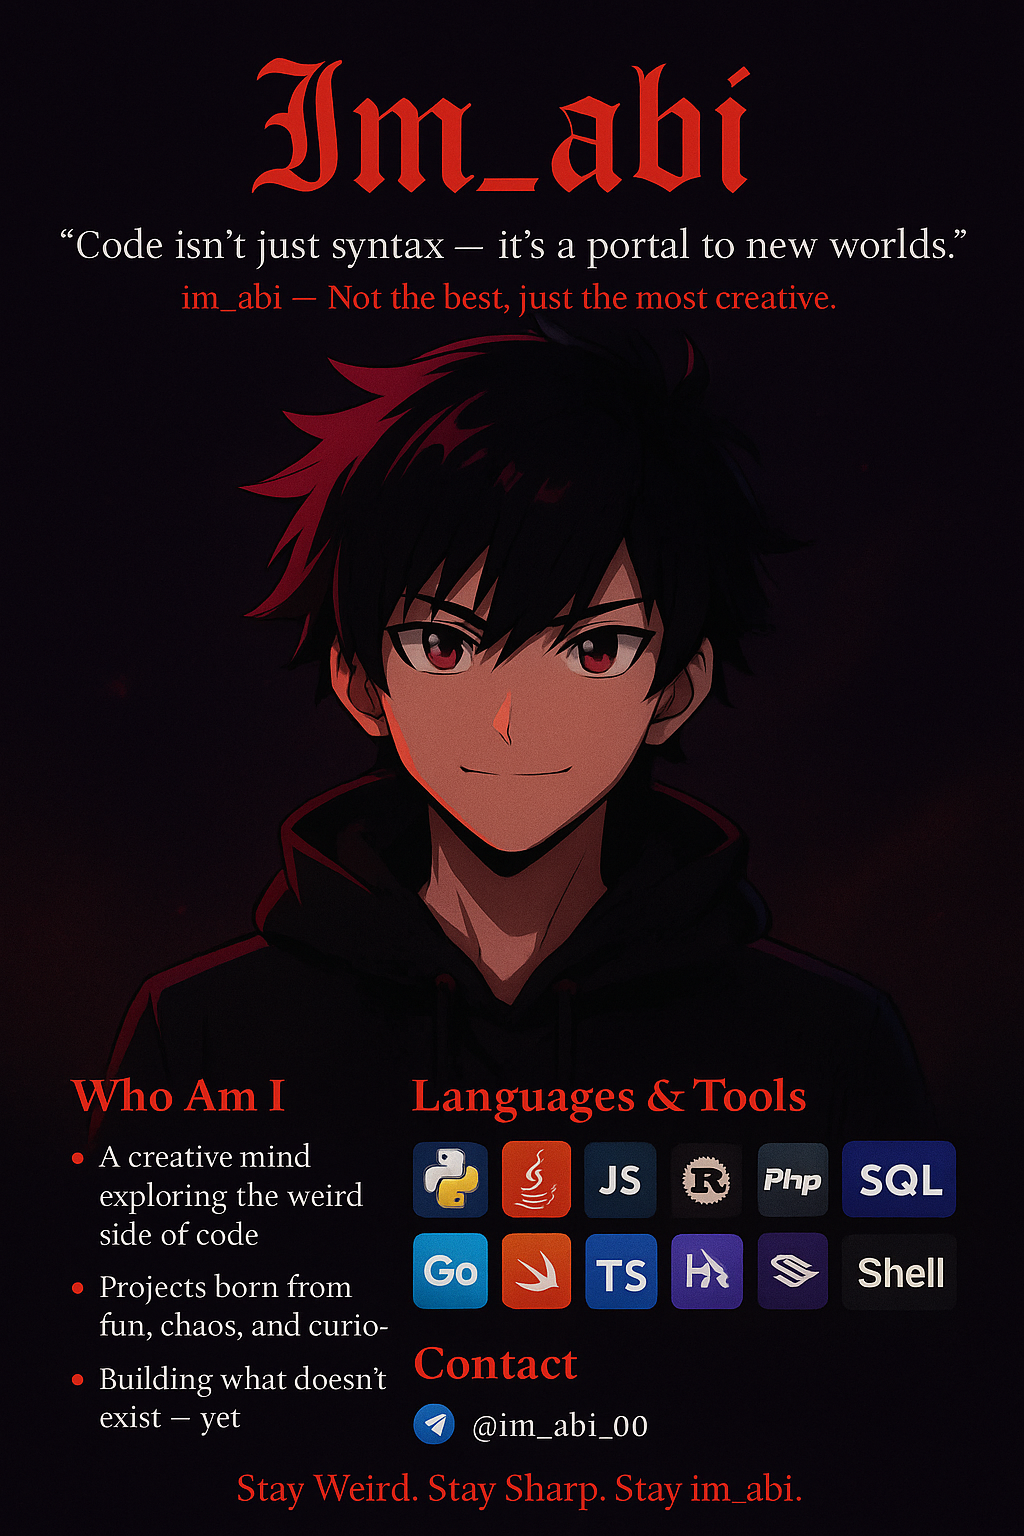 Im_abi
“Code isn’t just syntax — it’s a portal to new worlds.”
im_abi — Not the best, just the most creative.
Who Am I
• A creative mind
exploring the weird
side of code
• Projects born from
fun, chaos, and curio-
• Building what doesn’t
exist — yet
Languages & Tools
JS
R
Php
SQL
Go
TS
Shell
Contact
@im_abi_00
Stay Weird. Stay Sharp. Stay im_abi.